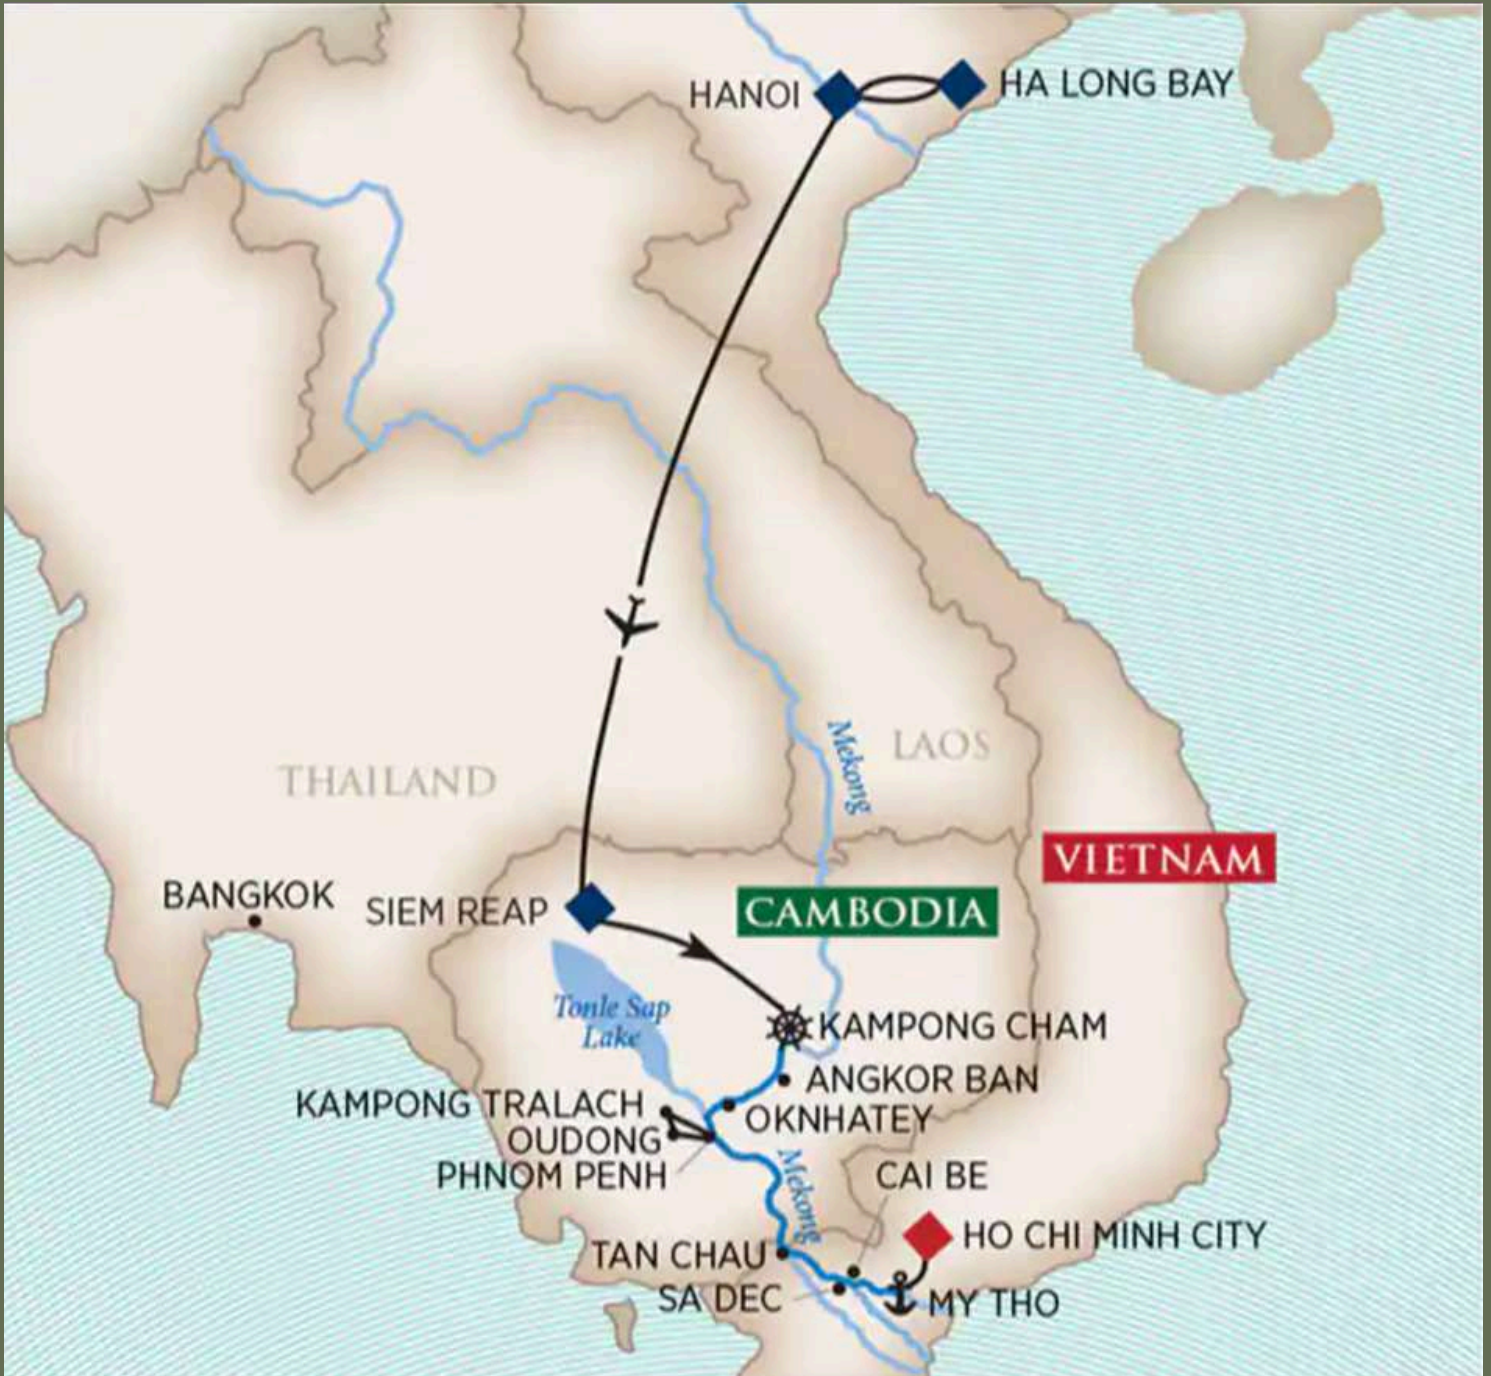 HANOI
HA LONG BAY
Mekong
LAOS
THAILAND
VIETNAM
BANGKOK
SIEM REAP
CAMBODIA
Tonle Sap
Lake
KAMPONG CHAM
ANGKOR BAN
KAMPONG TRALACH
OKNHATEY
OUDONG
PHNOM PENH
Mekong
CAI BE
HO CHI MINH CITY
TAN CHAU
SA DEC
MY THO